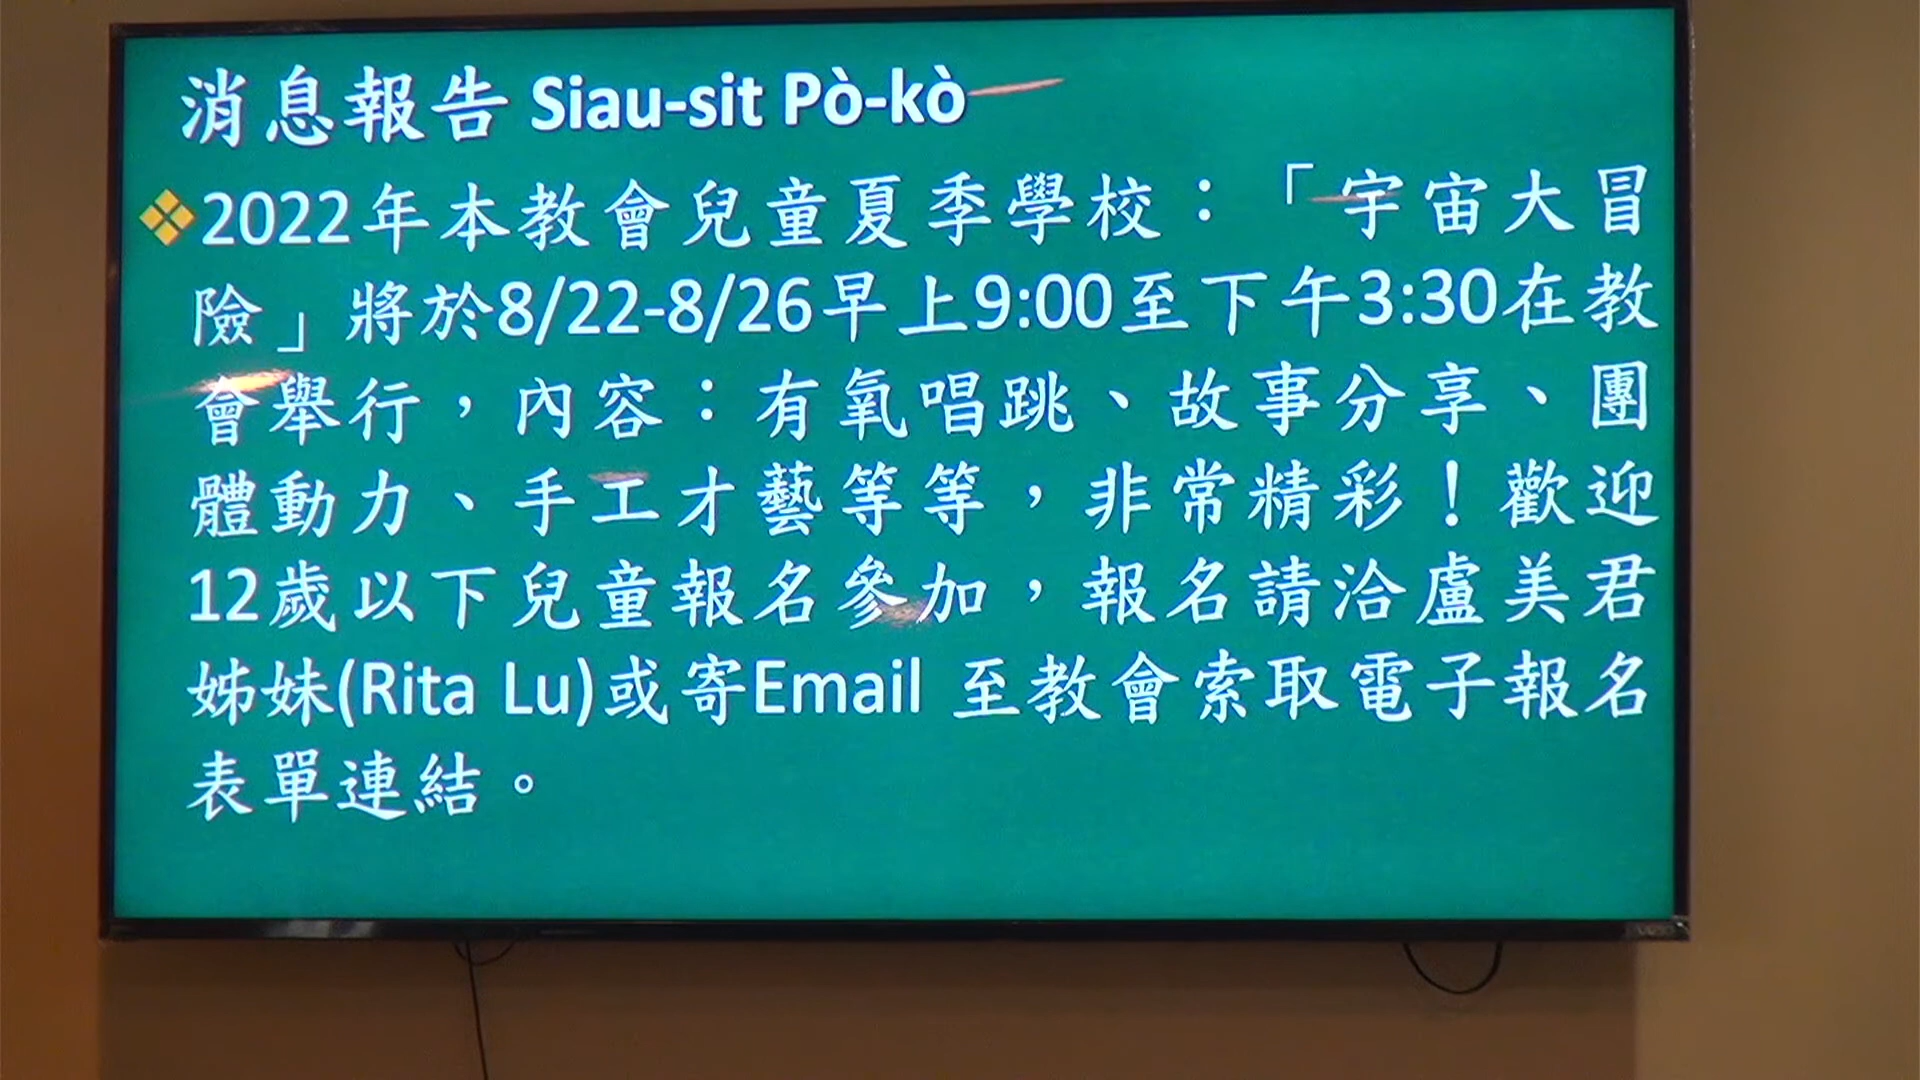 消息報告 Siau-sit Pò-kò
2022年本教會兒童夏季學校：「宇宙大冒
險」將於8/22-8/26早上9:00至下午3:30在教
會舉行，內容：有氧唱跳、故事分享、團
體動力、手工才藝等等，非常精彩！歡迎
12歲以下兒童報名參加，報名請洽盧美君
姊妹(Rita Lu)或寄Email 至教會索取電子報名
表單連結。